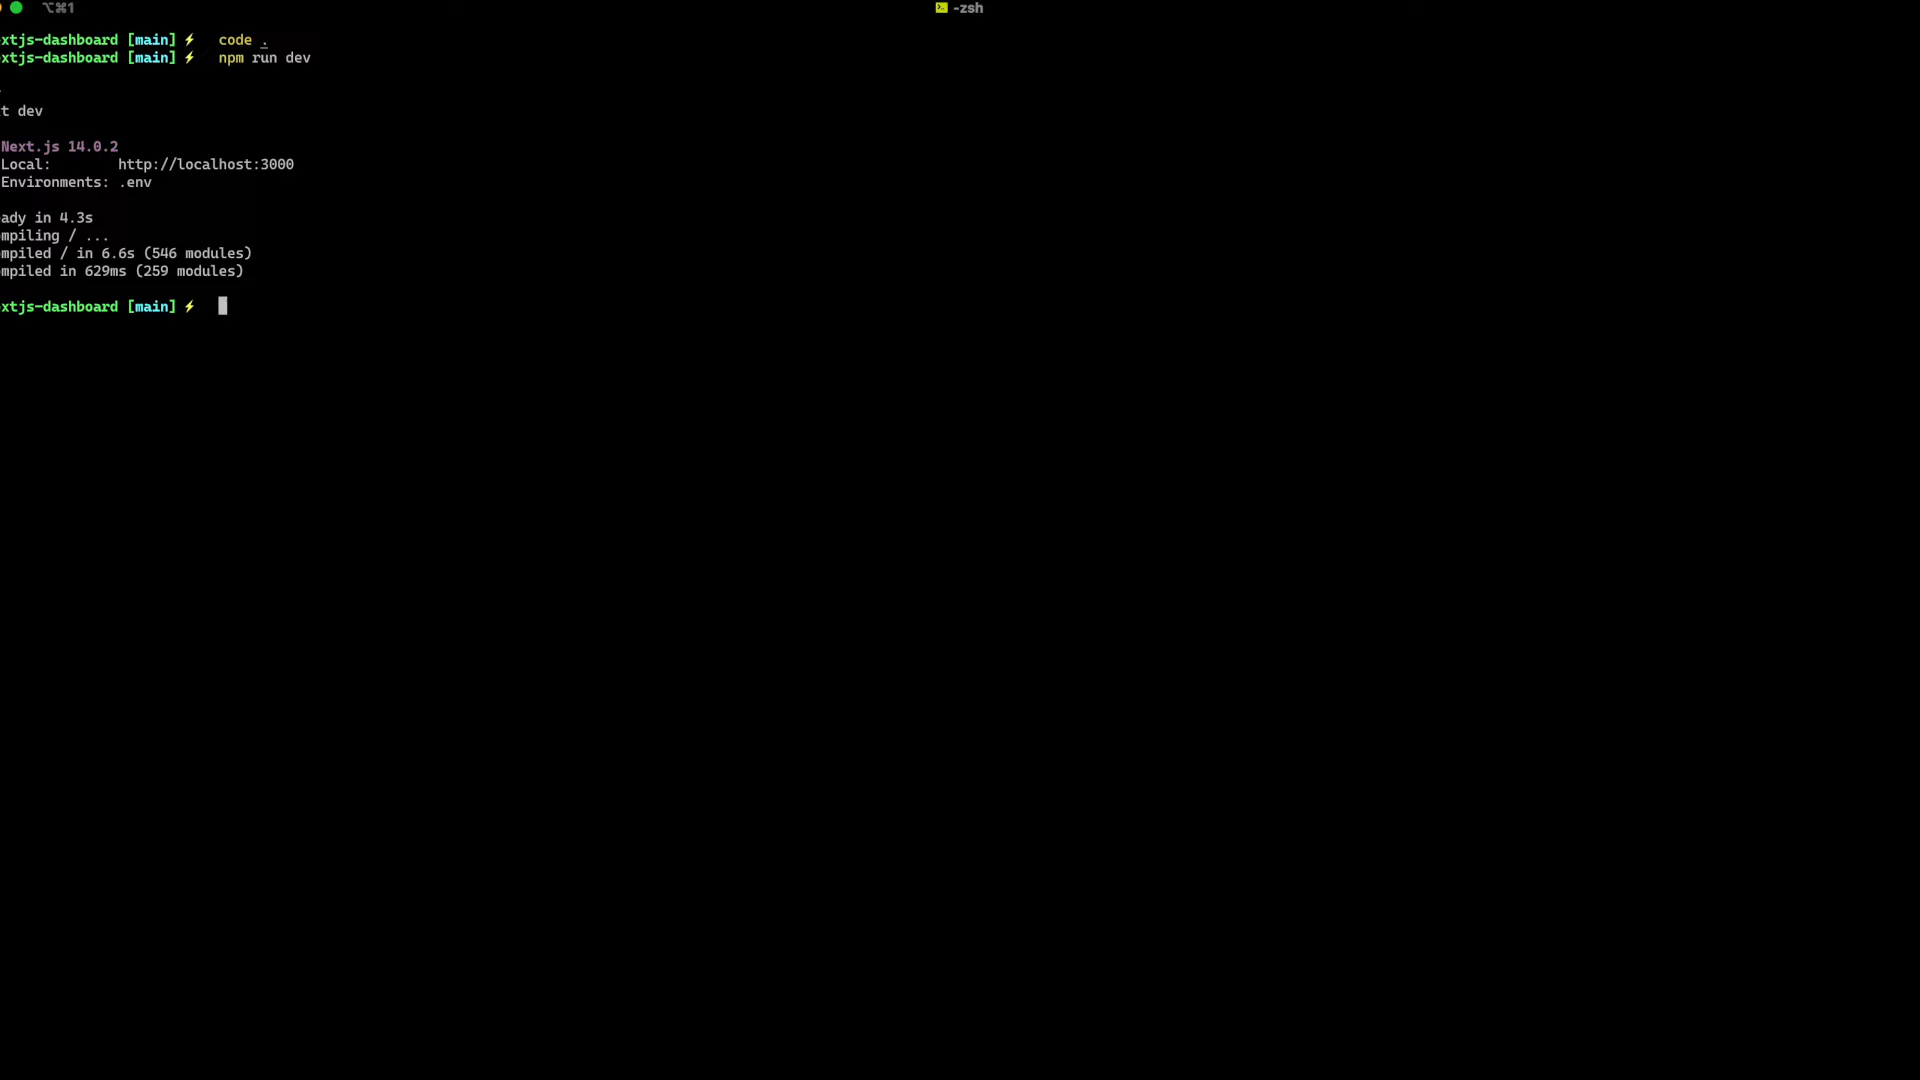 ⌥⌘1
-zsh
xtjs-dashboard [main] ⚡ code .
xtjs-dashboard [main] ⚡ npm run dev
t dev
Next.js 14.0.2
Local: http://localhost:3000
Environments: .env
ady in 4.3s
mpiling / ...
mpiled / in 6.6s (546 modules)
mpiled in 629ms (259 modules)
xtjs-dashboard [main] ⚡